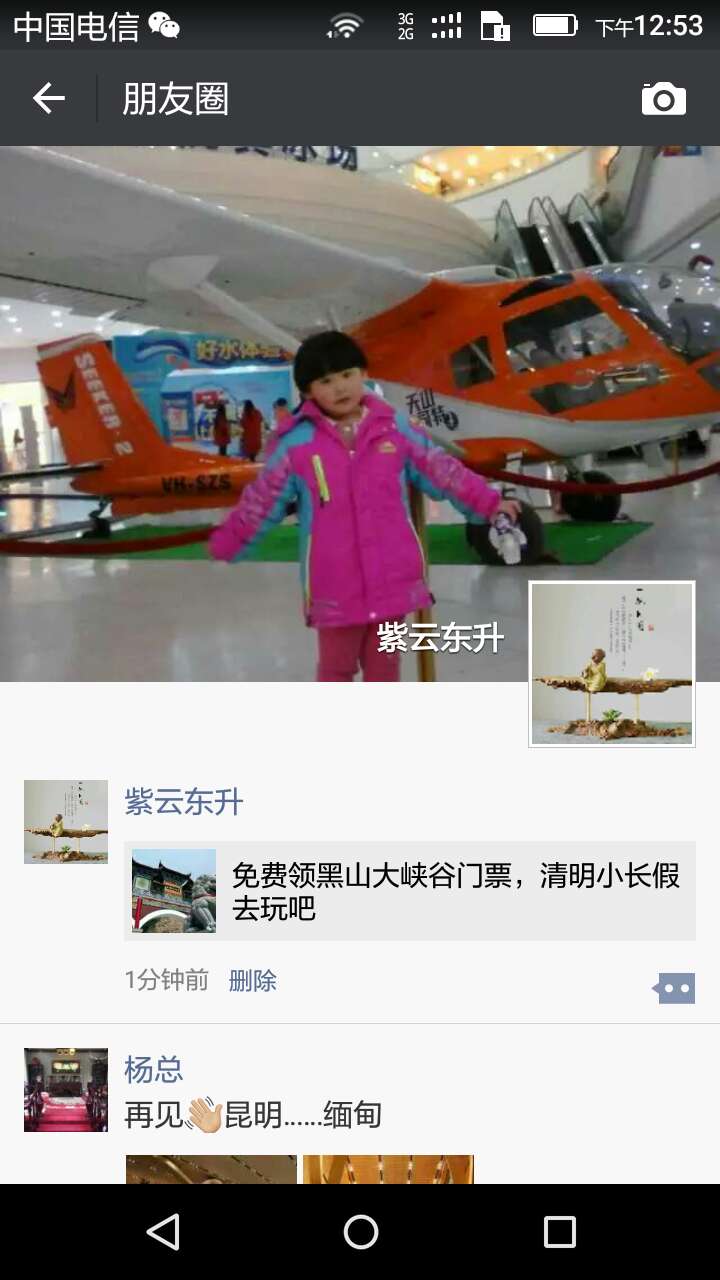 中国电信
3G
2G
下午12:53
朋友圈
好水体
SEEKER-2
VH-SZS
天山
紫云东升
紫云东升
免费领黑山大峡谷门票，清明小长假
去玩吧
1分钟前 删除
杨总
再见👋🏼昆明......缅甸